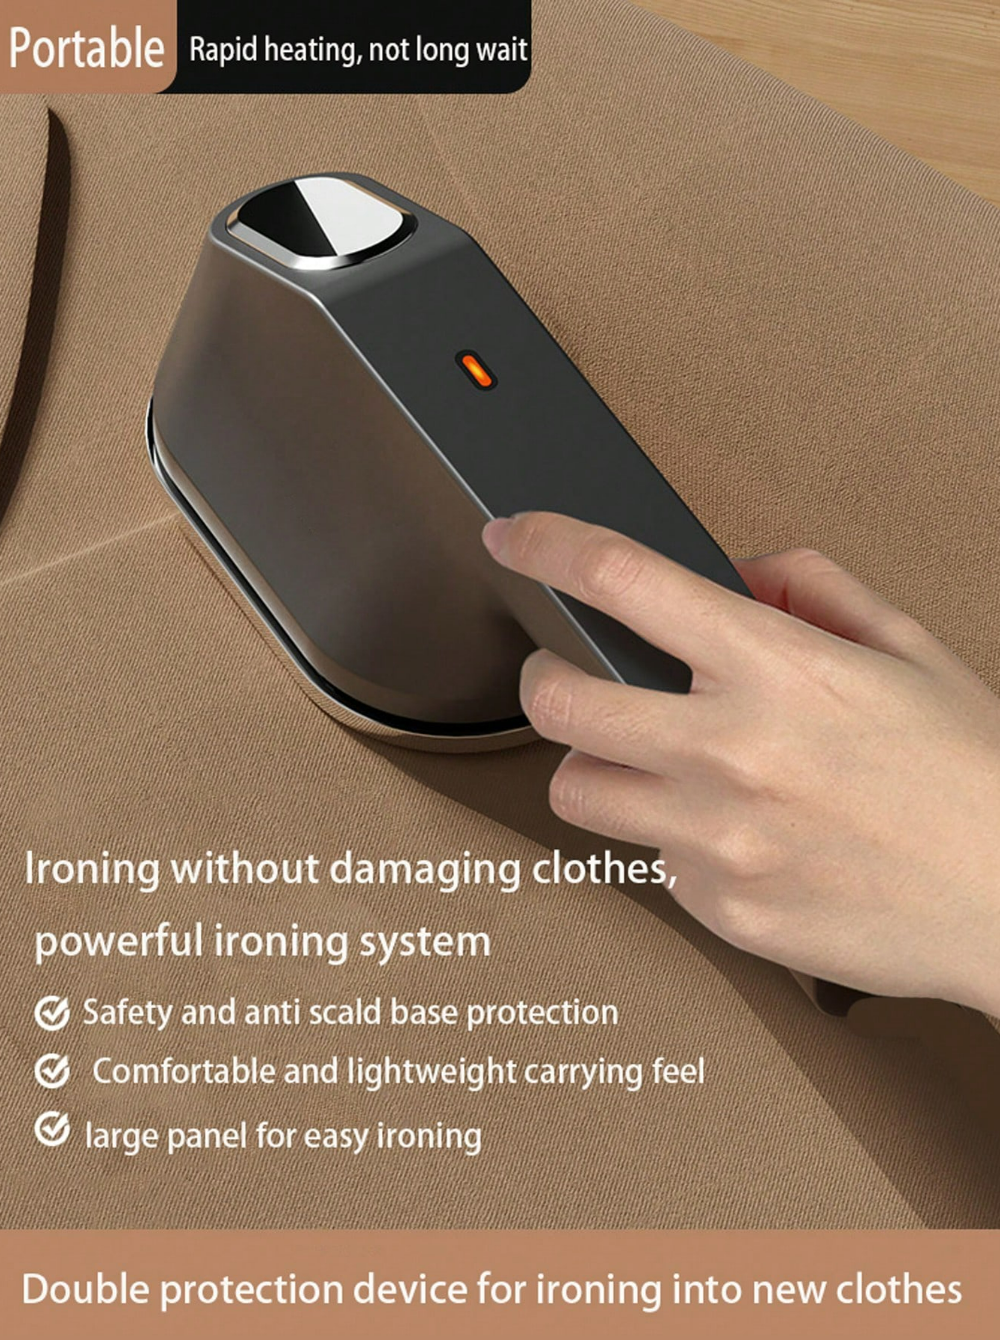 Portable
Rapid heating, not long wait
Ironing without damaging clothes,
powerful ironing system
Safety and anti scald base protection
Comfortable and lightweight carrying feel
large panel for easy ironing
Double protection device for ironing into new clothes